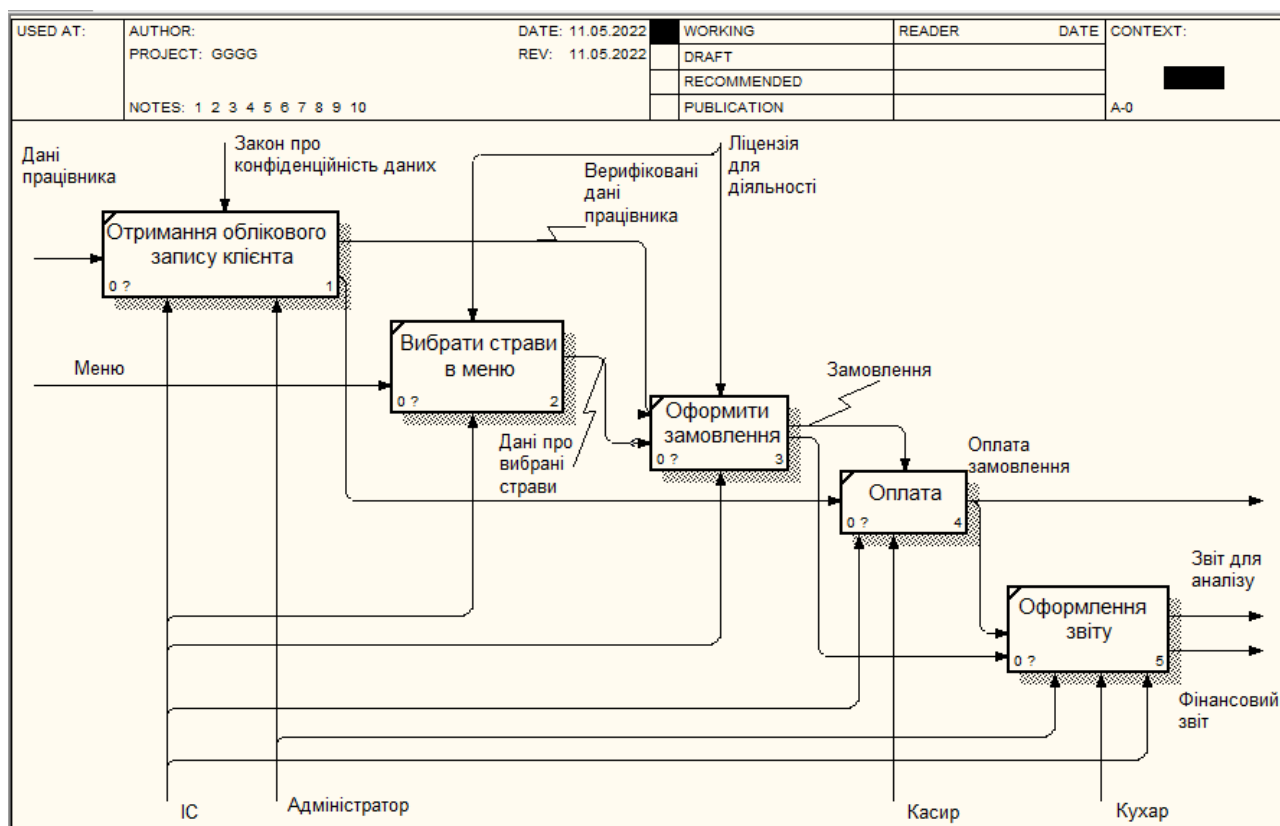 USED AT:
AUTHOR:
DATE: 11.05.2022
WORKING
READER
DATE
CONTEXT:
PROJECT: GGGG
REV: 11.05.2022
DRAFT
RECOMMENDED
NOTES: 1 2 3 4 5 6 7 8 9 10
PUBLICATION
A-0
Дані
працівника
Закон про
конфіденційність даних
Верифіковані
дані
працівника
Ліцензія
для
діяльності
Отримання облікового
запису клієнта
0 ?
1
Меню
Вибрати страви
в меню
0 ?
2
Дані про
вибрані
страви
Замовлення
Оформити
замовлення
0 ?
3
Оплата
замовлення
Оплата
0 ?
4
Звіт для
аналізу
Оформлення
звіту
0 ?
5
Фінансовий
звіт
ІС
Адміністратор
Касир
Кухар